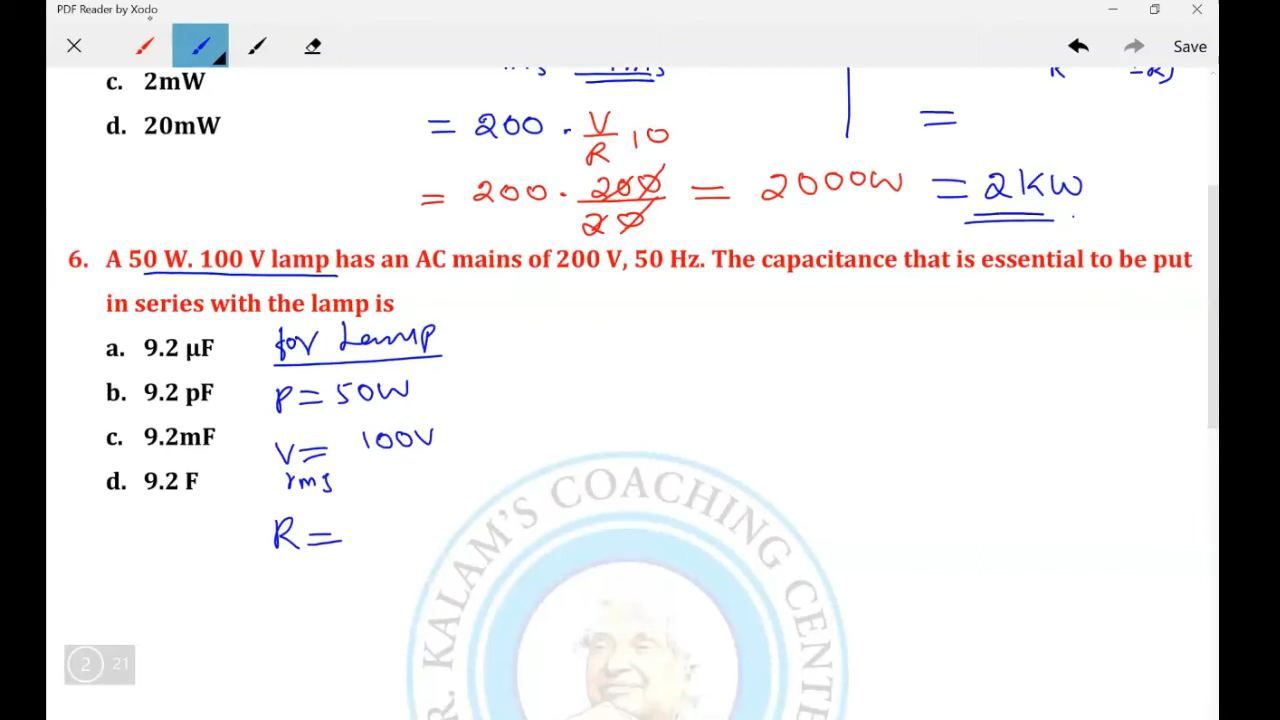 PDF Reader by Xodo
Save
c. 2mW
d. 20mW
= 200 · V/R 10
= 200 · 200/20 = 2000W = 2KW
=
6. A 50 W. 100 V lamp has an AC mains of 200 V, 50 Hz. The capacitance that is essential to be put
in series with the lamp is
for Lamp
a. 9.2 µF
b. 9.2 pF
P = 50W
c. 9.2mF
V = 100V
rms
d. 9.2 F
R =
R. KALAM'S COACHING CENTE
2 21